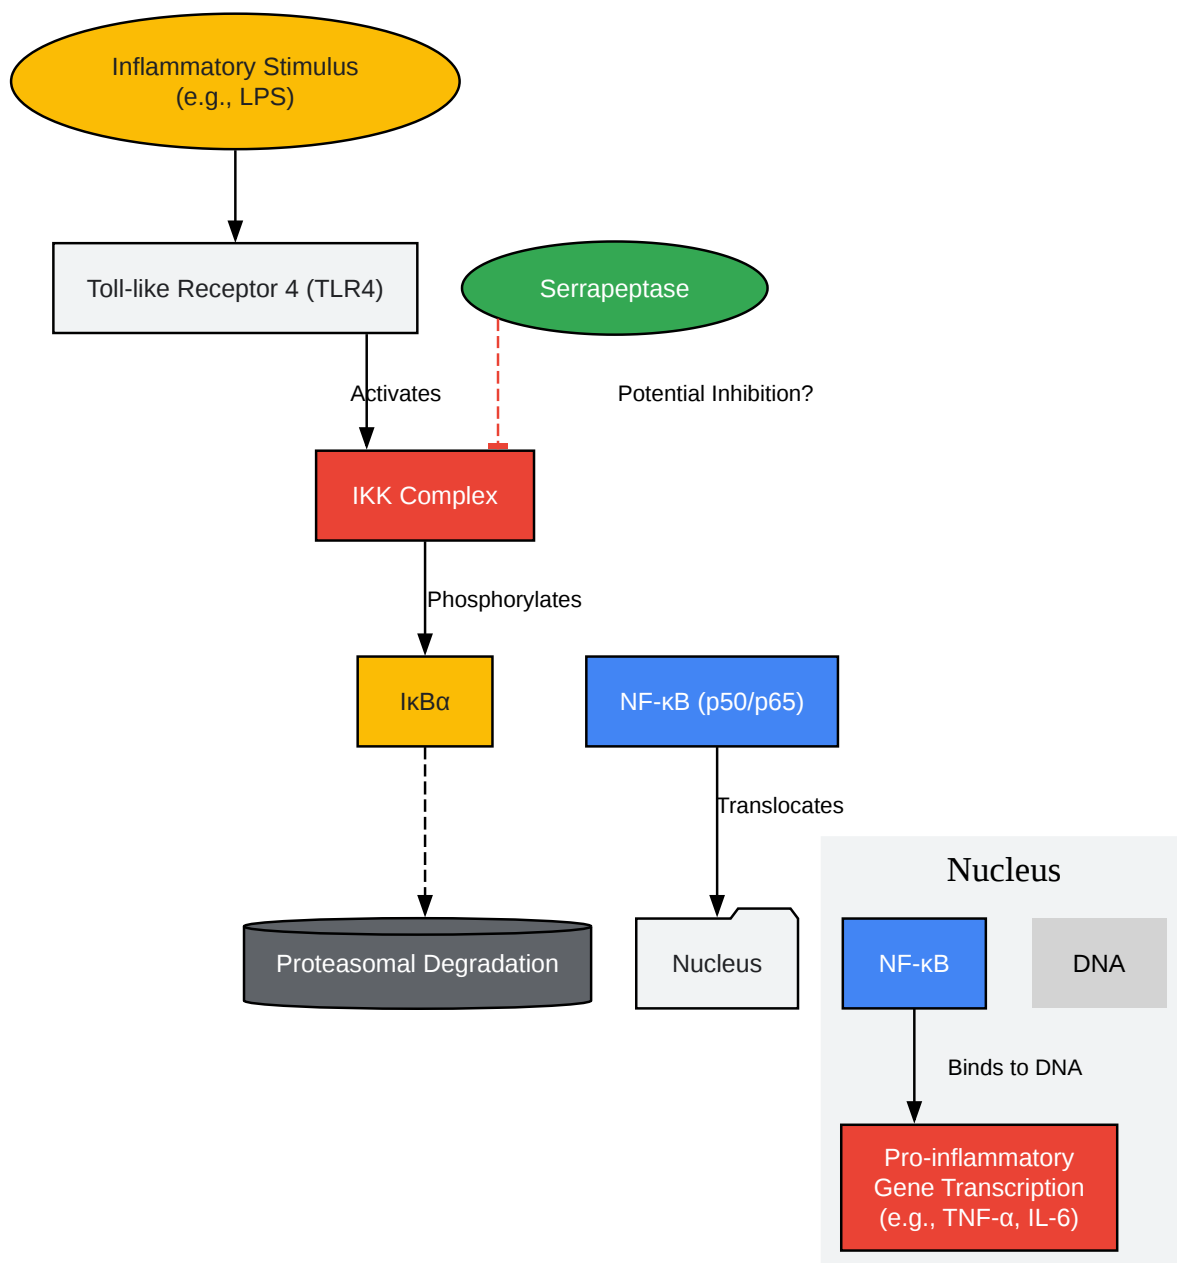 Inflammatory Stimulus
(e.g., LPS)
Toll-like Receptor 4 (TLR4)
Serrapeptase
Activates
Potential Inhibition?
IKK Complex
Phosphorylates
IκBα
NF-κB (p50/p65)
Translocates
Nucleus
Proteasomal Degradation
Nucleus
NF-κB
DNA
Binds to DNA
Pro-inflammatory
Gene Transcription
(e.g., TNF-α, IL-6)